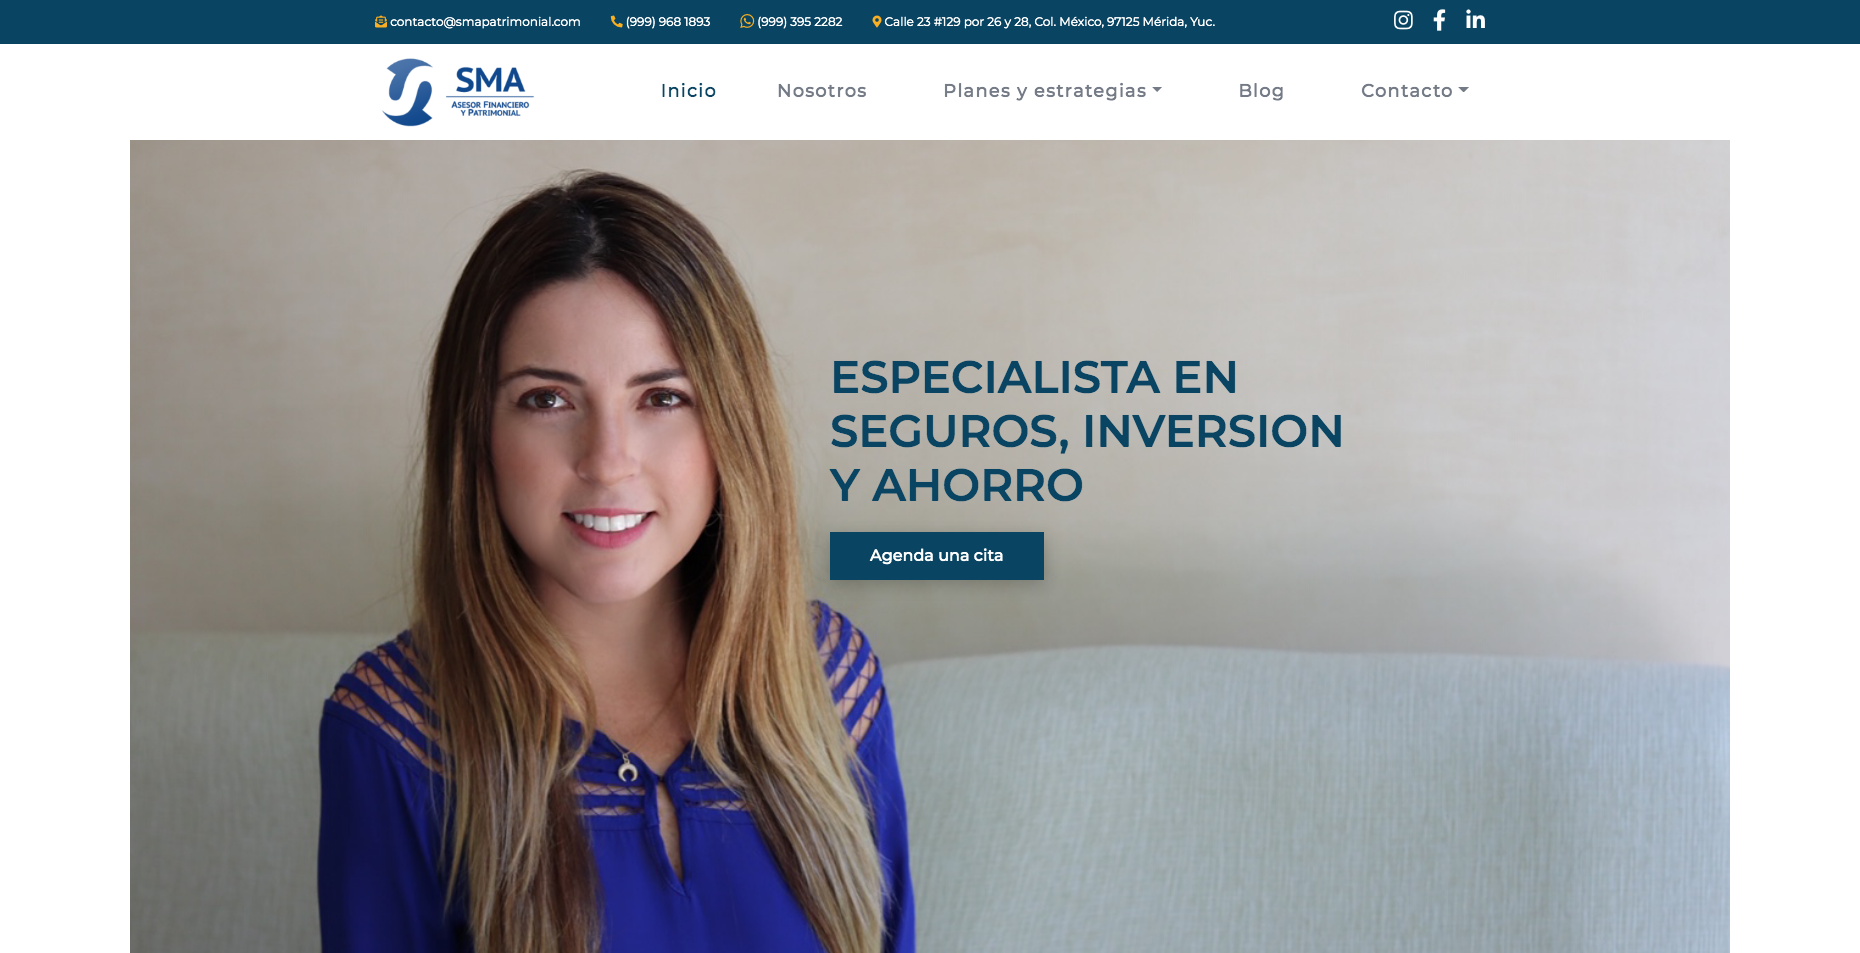 contacto@smapatrimonial.com (999) 968 1893 (999) 395 2282 Calle 23 #129 por 26 y 28, Col. México, 97125 Mérida, Yuc.
SMA
ASESOR FINANCIERO
Y PATRIMONIAL
Inicio Nosotros Planes y estrategias Blog Contacto
ESPECIALISTA EN
SEGUROS, INVERSION
Y AHORRO
Agenda una cita